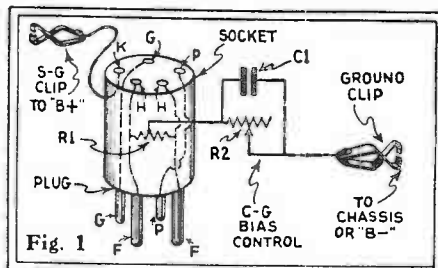 K
G
P
SOCKET
C1
S-G
CLIP
TO "B+"
GROUND
CLIP
H H
R1
R2
PLUG
G
P
F
F
C-G
BIAS
CONTROL
TO
CHASSIS
OR "B-"
Fig. 1